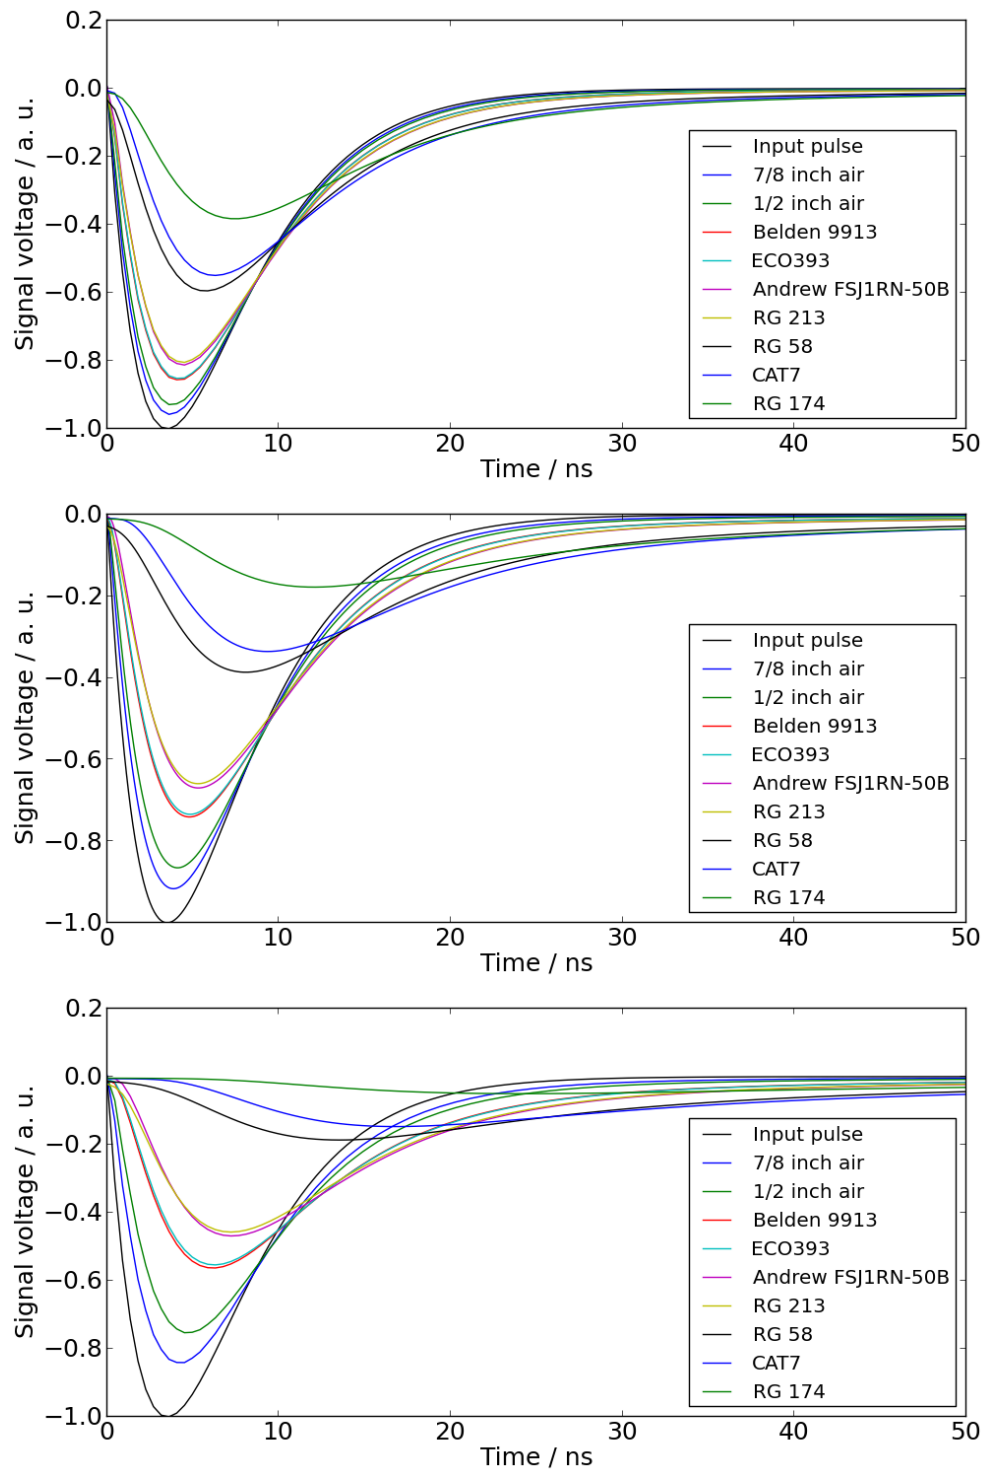 0.2
0.0
−0.2
−0.4
−0.6
−0.8
−1.0
Signal voltage / a. u.
Input pulse
7/8 inch air
1/2 inch air
Belden 9913
ECO393
Andrew FSJ1RN-50B
RG 213
RG 58
CAT7
RG 174
0 10 20 30 40 50
Time / ns
0.0
−0.2
−0.4
−0.6
−0.8
−1.0
Signal voltage / a. u.
Input pulse
7/8 inch air
1/2 inch air
Belden 9913
ECO393
Andrew FSJ1RN-50B
RG 213
RG 58
CAT7
RG 174
0 10 20 30 40 50
Time / ns
0.2
0.0
−0.2
−0.4
−0.6
−0.8
−1.0
Signal voltage / a. u.
Input pulse
7/8 inch air
1/2 inch air
Belden 9913
ECO393
Andrew FSJ1RN-50B
RG 213
RG 58
CAT7
RG 174
0 10 20 30 40 50
Time / ns